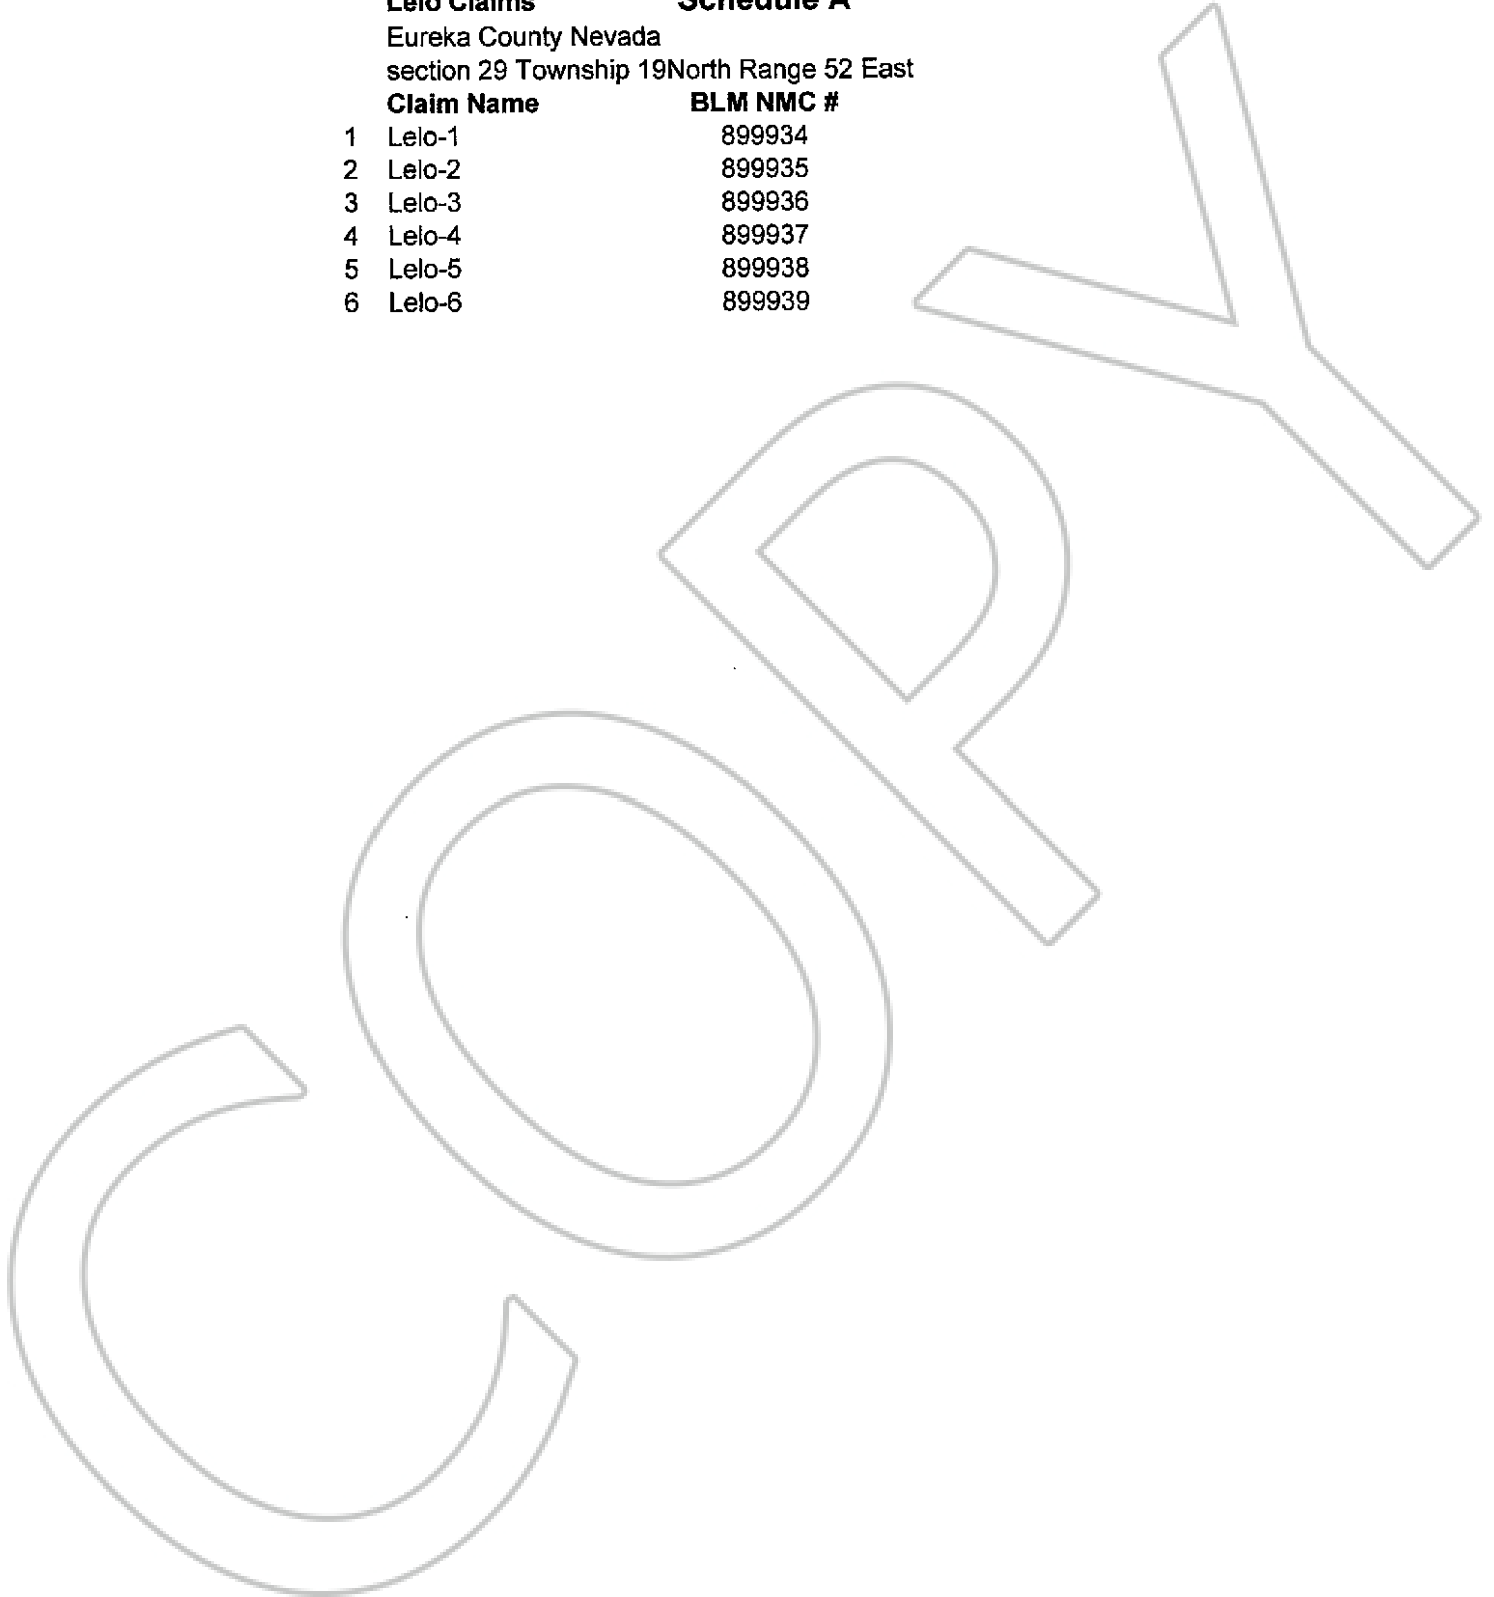 Lelo Claims Schedule A
Eureka County Nevada
section 29 Township 19North Range 52 East
Claim Name BLM NMC #
1 Lelo-1 899934
2 Lelo-2 899935
3 Lelo-3 899936
4 Lelo-4 899937
5 Lelo-5 899938
6 Lelo-6 899939
COPY